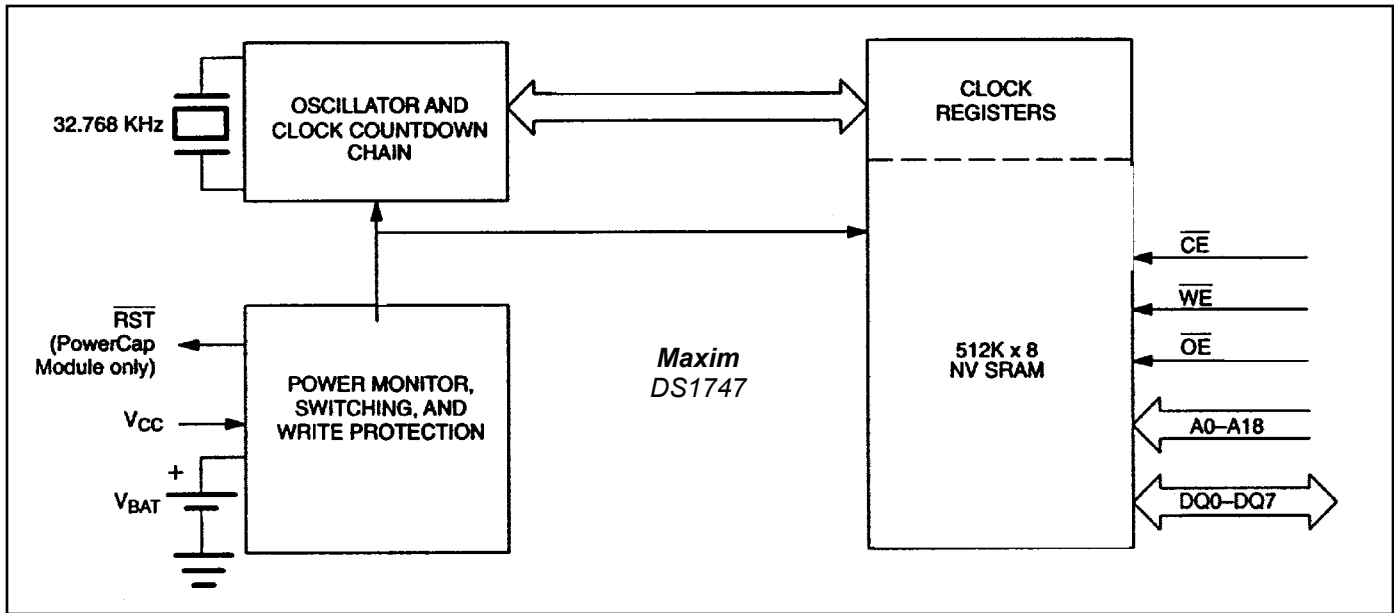 32.768 KHz
OSCILLATOR AND
CLOCK COUNTDOWN
CHAIN
CLOCK
REGISTERS
RST
(PowerCap
Module only)
VCC
+
VBAT
POWER MONITOR,
SWITCHING, AND
WRITE PROTECTION
Maxim
DS1747
512K x 8
NV SRAM
CE
WE
OE
A0–A18
DQ0–DQ7